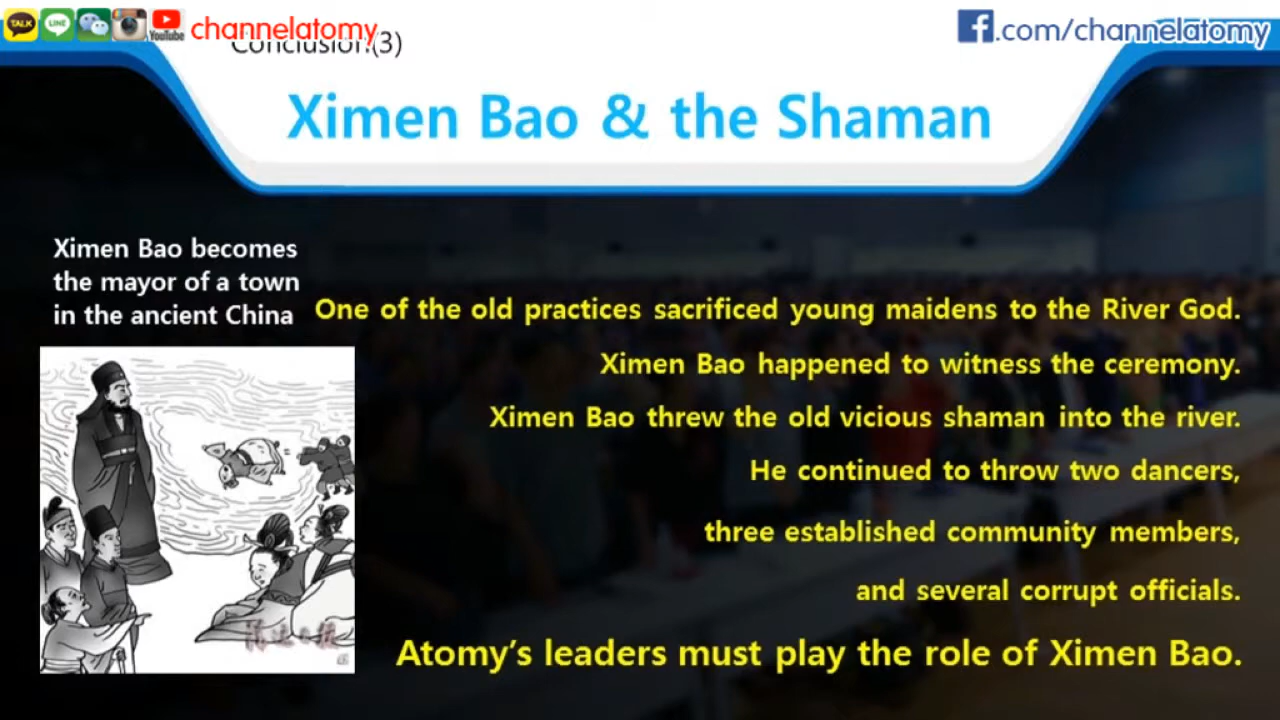 TALK
LINE
YouTube
channelatomy
.com/channelatomy
Conclusion(3)
Ximen Bao & the Shaman
Ximen Bao becomes
the mayor of a town
in the ancient China
One of the old practices sacrificed young maidens to the River God.
Ximen Bao happened to witness the ceremony.
Ximen Bao threw the old vicious shaman into the river.
He continued to throw two dancers,
three established community members,
and several corrupt officials.
Atomy’s leaders must play the role of Ximen Bao.